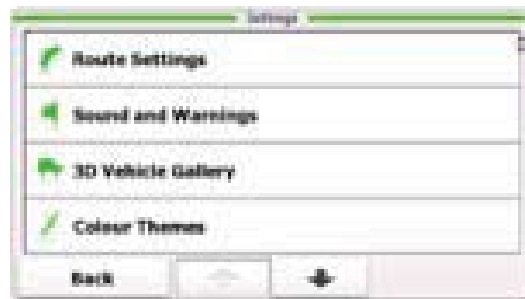 Settings
Route Settings
Sound and Warnings
3D Vehicle Gallery
Colour Themes
Back